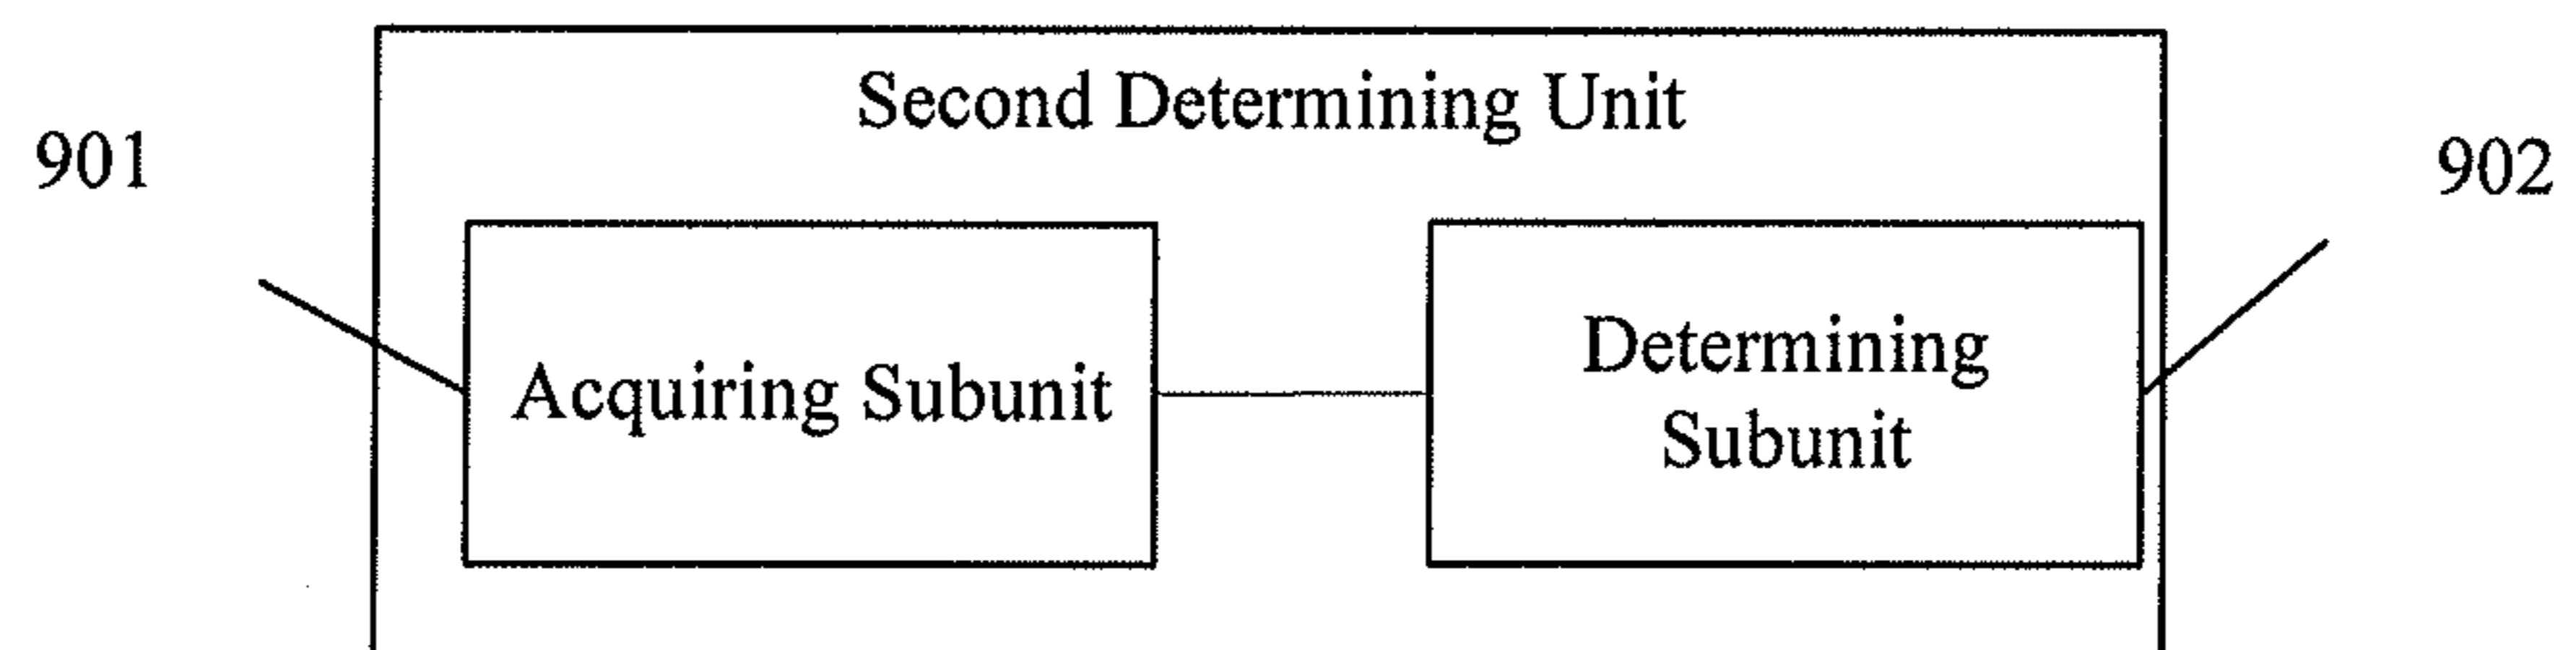 Second Determining Unit
901
902
Acquiring Subunit
Determining
Subunit